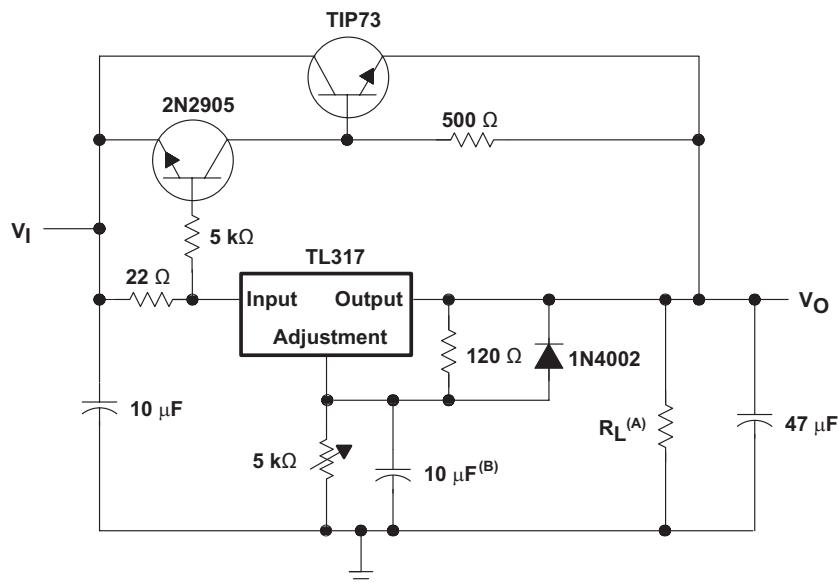 TIP73
2N2905
500 Ω
VI
5 kΩ
TL317
22 Ω
Input Output
VO
Adjustment
120 Ω
1N4002
10 μF
RL(A)
47 μF
5 kΩ
10 μF(B)